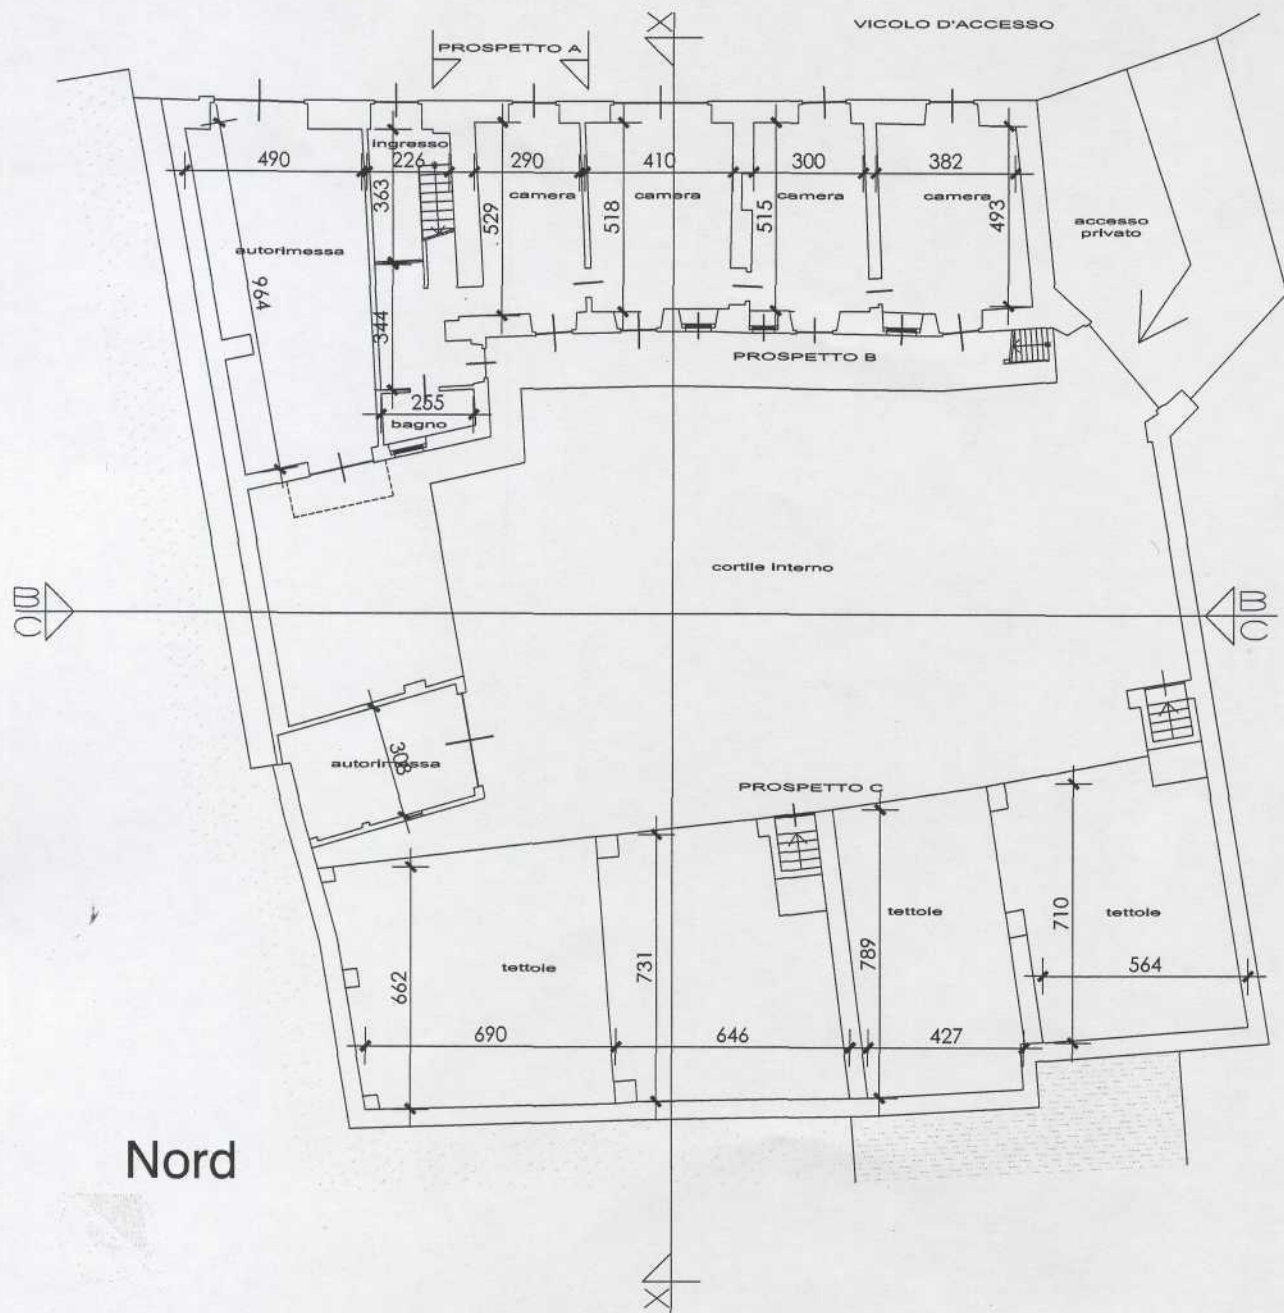 VICOLO D'ACCESSO
X
PROSPETTO A
ingresso
490
226
290
410
300
382
camera
camera
camera
camera
363
529
518
515
493
accesso
privato
autorimessa
964
344
PROSPETTO B
255
bagno
cortile interno
B
C
B
C
308
autorimessa
PROSPETTO C
tettoie
tettoie
tettoie
662
731
789
710
564
690
646
427
Nord
X